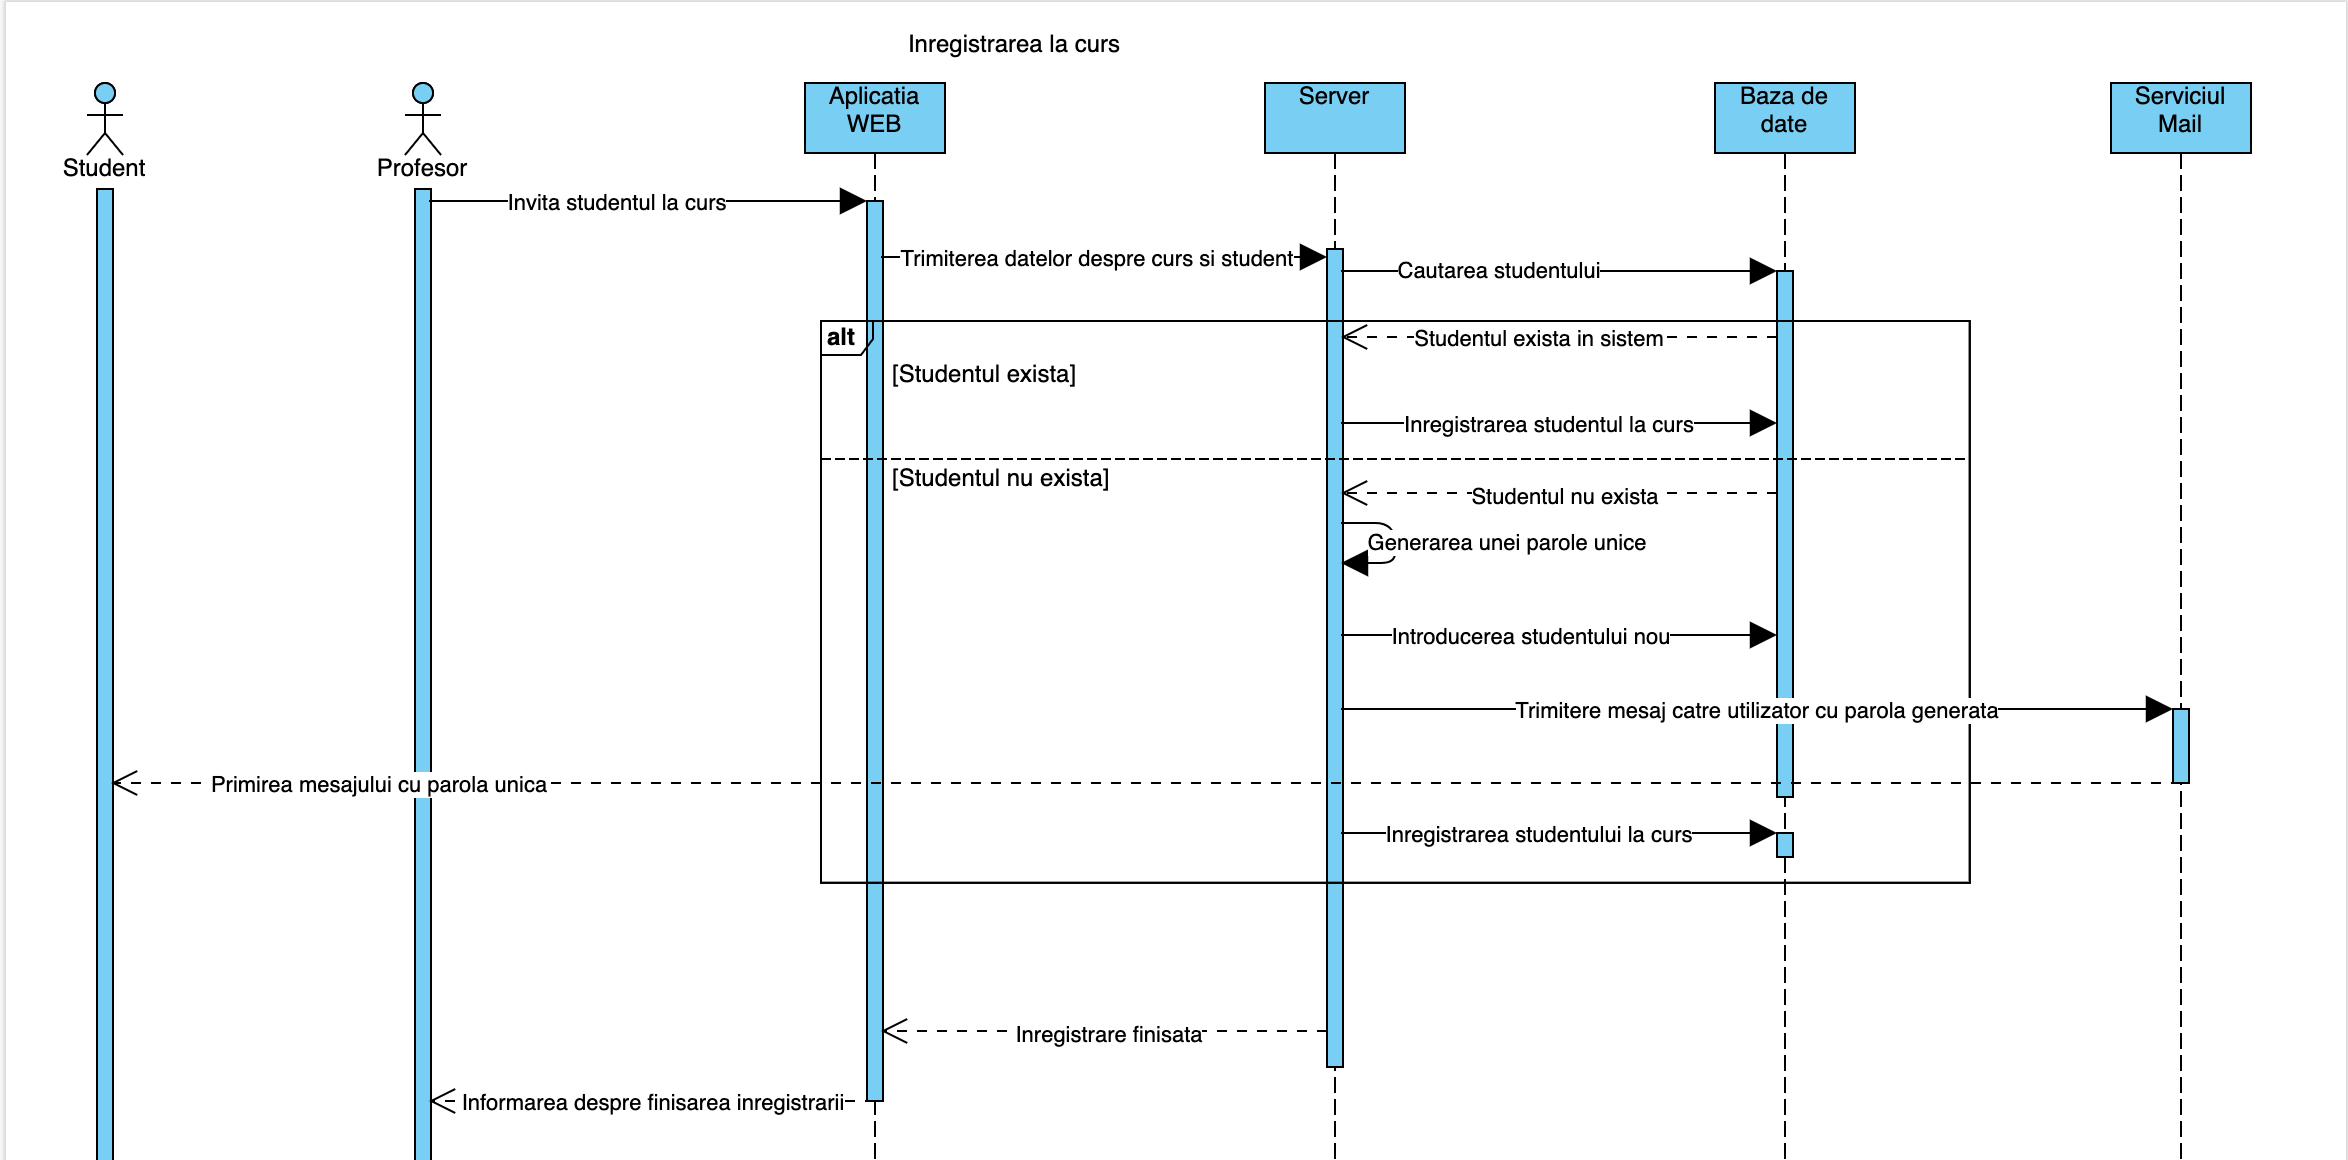 Inregistrarea la curs
Student
Profesor
Aplicatia
WEB
Server
Baza de
date
Serviciul
Mail
Invita studentul la curs
Trimiterea datelor despre curs si student
Cautarea studentului
alt
Studentul exista in sistem
[Studentul exista]
Inregistrarea studentul la curs
[Studentul nu exista]
Studentul nu exista
Generarea unei parole unice
Introducerea studentului nou
Trimitere mesaj catre utilizator cu parola generata
Primirea mesajului cu parola unica
Inregistrarea studentului la curs
Inregistrare finisata
Informarea despre finisarea inregistrarii